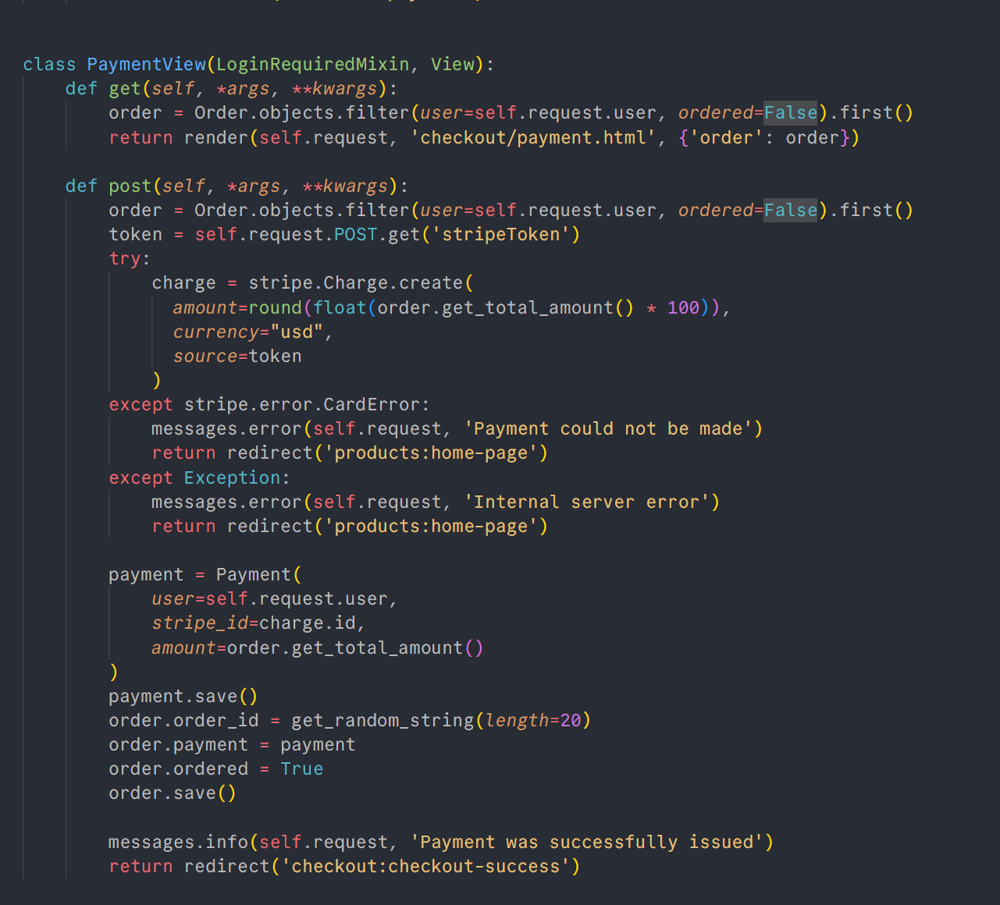 class PaymentView(LoginRequiredMixin, View):
    def get(self, *args, **kwargs):
        order = Order.objects.filter(user=self.request.user, ordered=False).first()
        return render(self.request, 'checkout/payment.html', {'order': order})

    def post(self, *args, **kwargs):
        order = Order.objects.filter(user=self.request.user, ordered=False).first()
        token = self.request.POST.get('stripeToken')
        try:
            charge = stripe.Charge.create(
              amount=round(float(order.get_total_amount() * 100)),
              currency="usd",
              source=token
            )
        except stripe.error.CardError:
            messages.error(self.request, 'Payment could not be made')
            return redirect('products:home-page')
        except Exception:
            messages.error(self.request, 'Internal server error')
            return redirect('products:home-page')

        payment = Payment(
            user=self.request.user,
            stripe_id=charge.id,
            amount=order.get_total_amount()
        )
        payment.save()
        order.order_id = get_random_string(length=20)
        order.payment = payment
        order.ordered = True
        order.save()

        messages.info(self.request, 'Payment was successfully issued')
        return redirect('checkout:checkout-success')